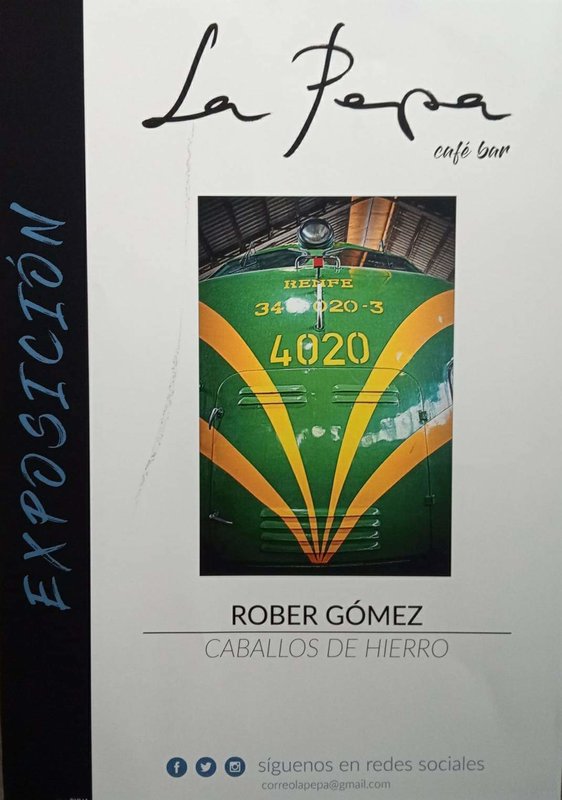 La Pepa
café bar
EXPOSICIÓN
RENFE
020-3
4020
ROBER GÓMEZ
CABALLOS DE HIERRO
síguenos en redes sociales
correolapepa@gmail.com